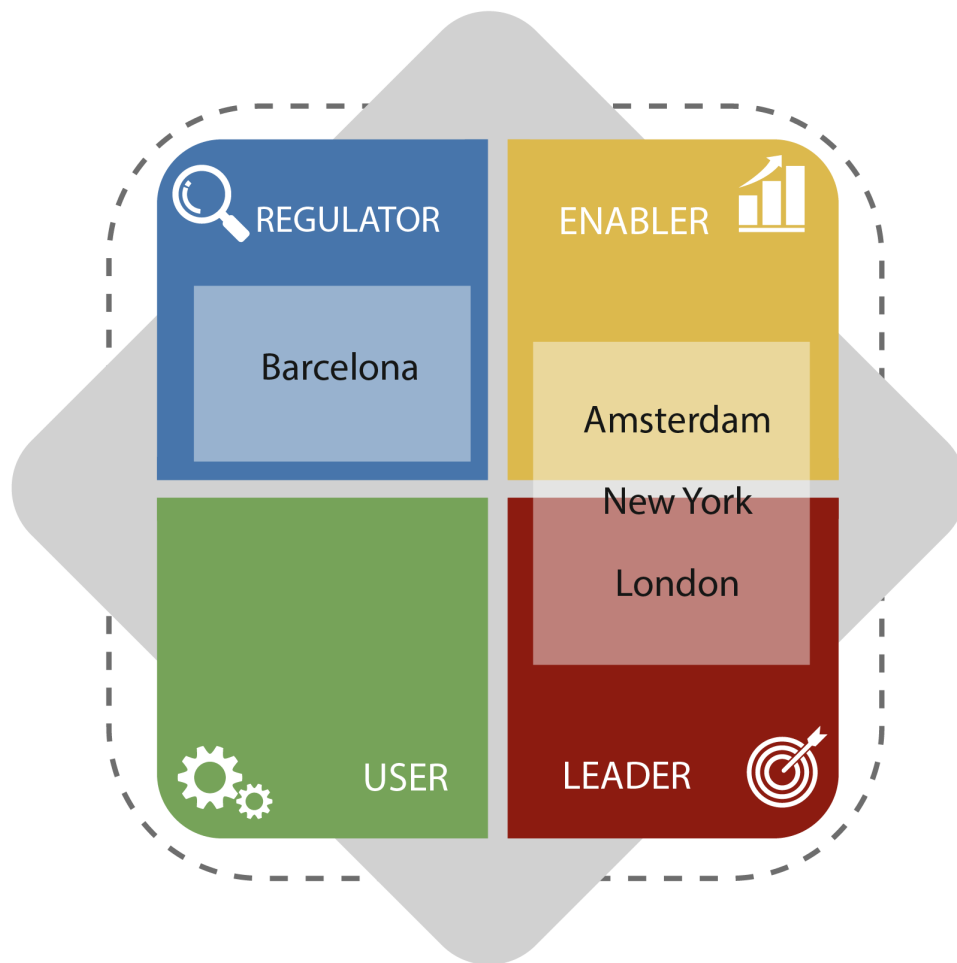 REGULATOR
ENABLER
Barcelona
Amsterdam
New York
London
USER
LEADER